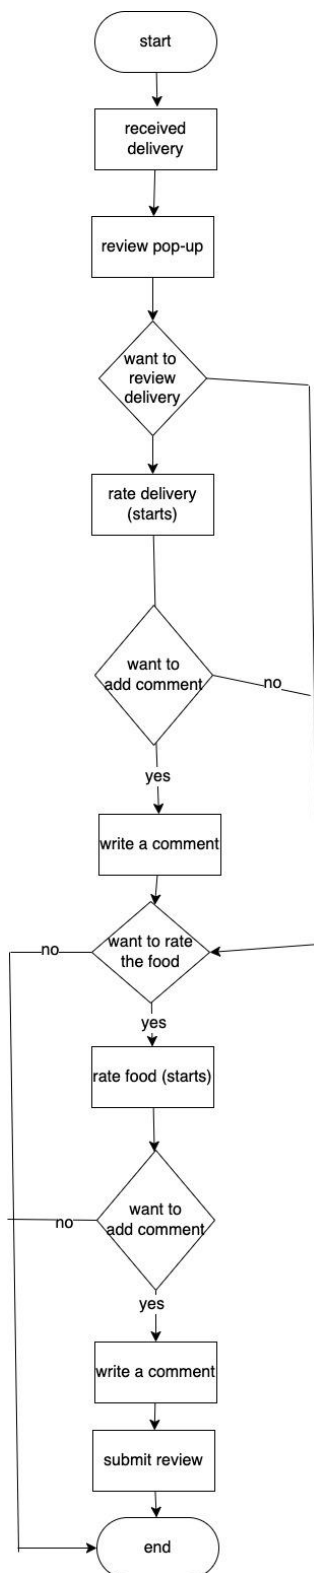 start
received
delivery
review pop-up
want to
review
delivery
rate delivery
(starts)
want to
add comment
no
yes
write a comment
want to rate
the food
no
yes
rate food (starts)
want to
add comment
no
yes
write a comment
submit review
end